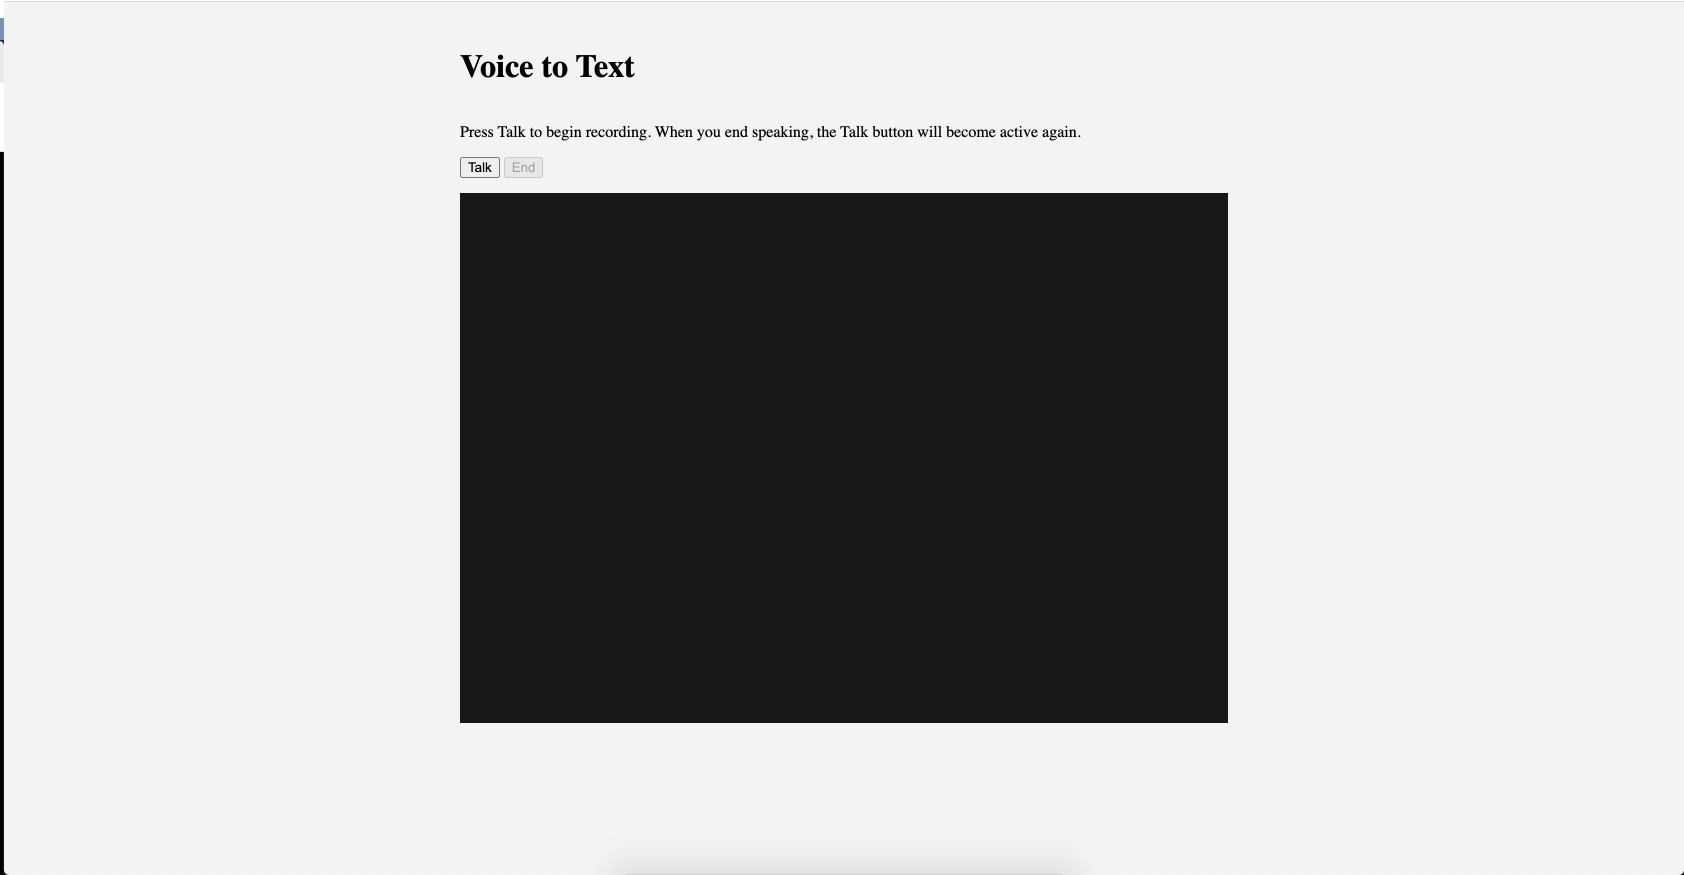 Voice to Text
Press Talk to begin recording. When you end speaking, the Talk button will become active again.
Talk End